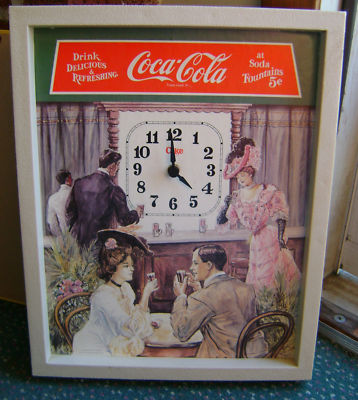 Drink
DELICIOUS
&
REFRESHING.
Coca-Cola
at
Soda
Fountains
5¢
12
11
1
10
Coke
2
9
3
8
4
7
5
6